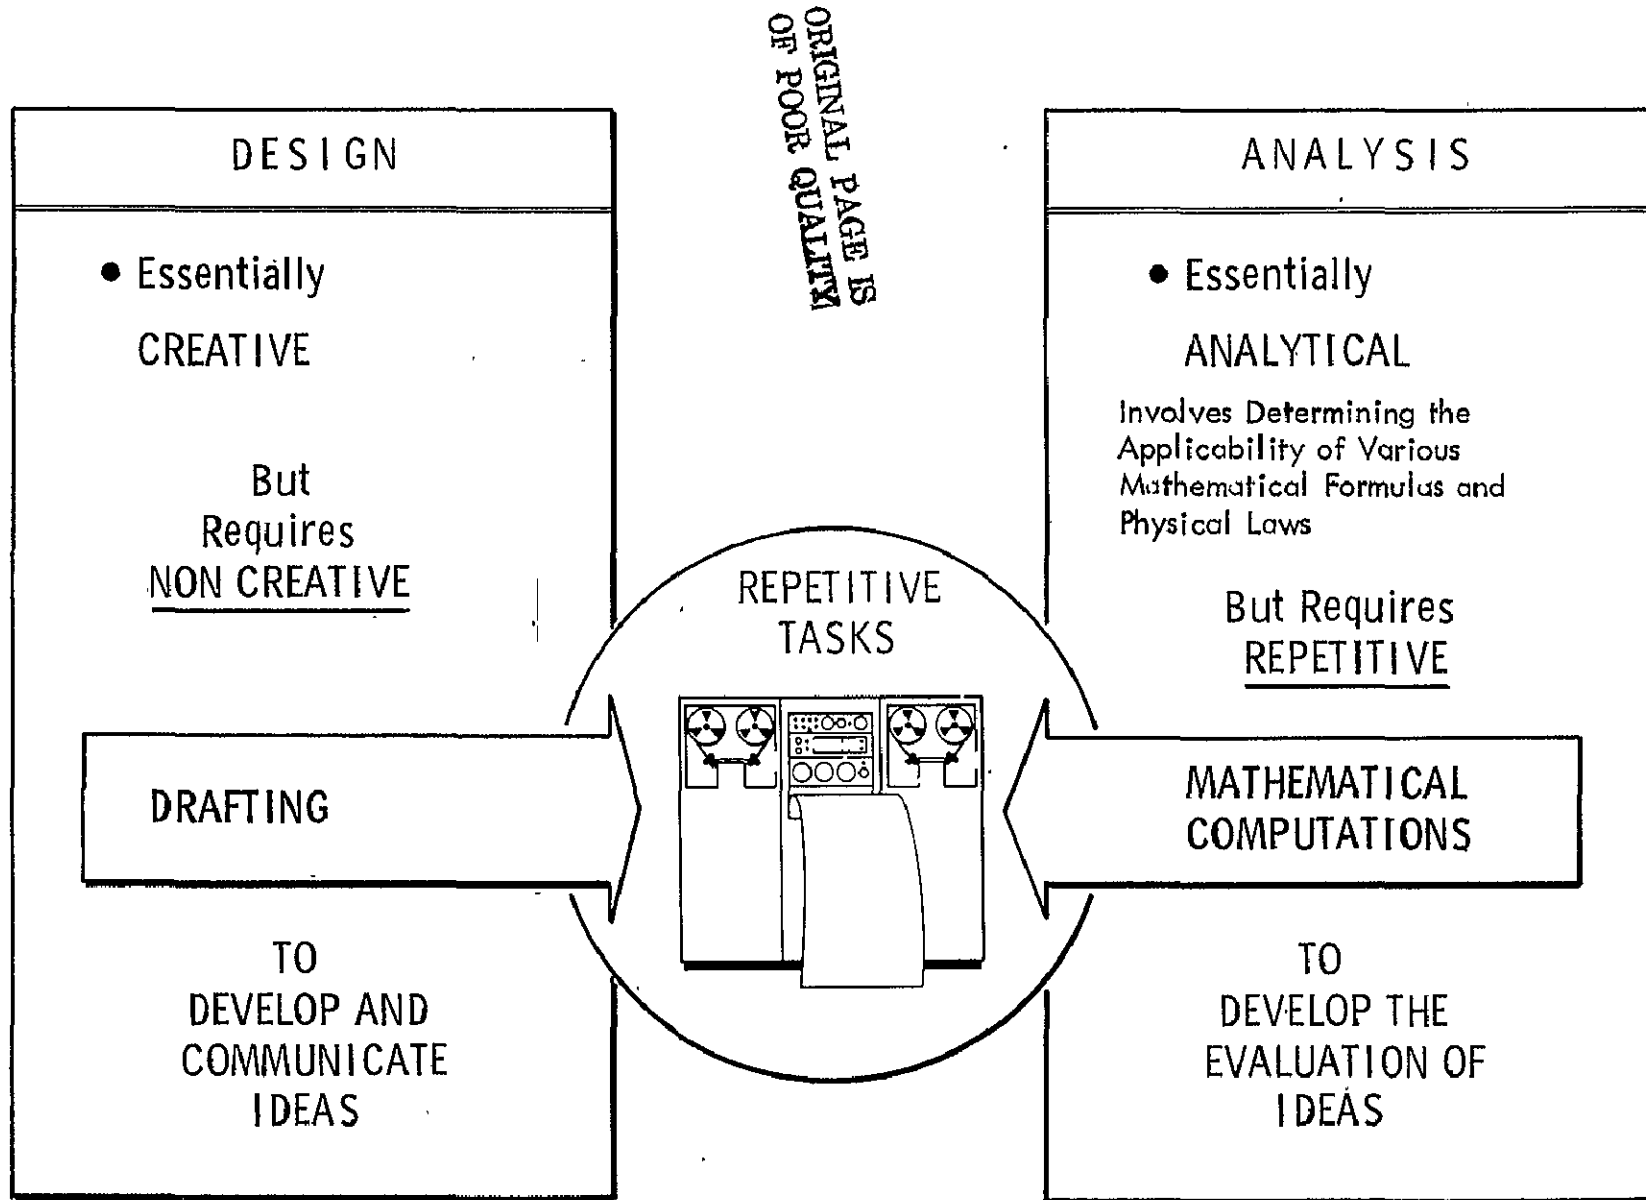 ORIGINAL PAGE IS
OF POOR QUALITY
DESIGN
• Essentially
CREATIVE
But
Requires
NON CREATIVE
DRAFTING
TO
DEVELOP AND
COMMUNICATE
IDEAS
REPETITIVE
TASKS
ANALYSIS
• Essentially
ANALYTICAL
Involves Determining the
Applicability of Various
Mathematical Formulas and
Physical Laws
But Requires
REPETITIVE
MATHEMATICAL
COMPUTATIONS
TO
DEVELOP THE
EVALUATION OF
IDEAS